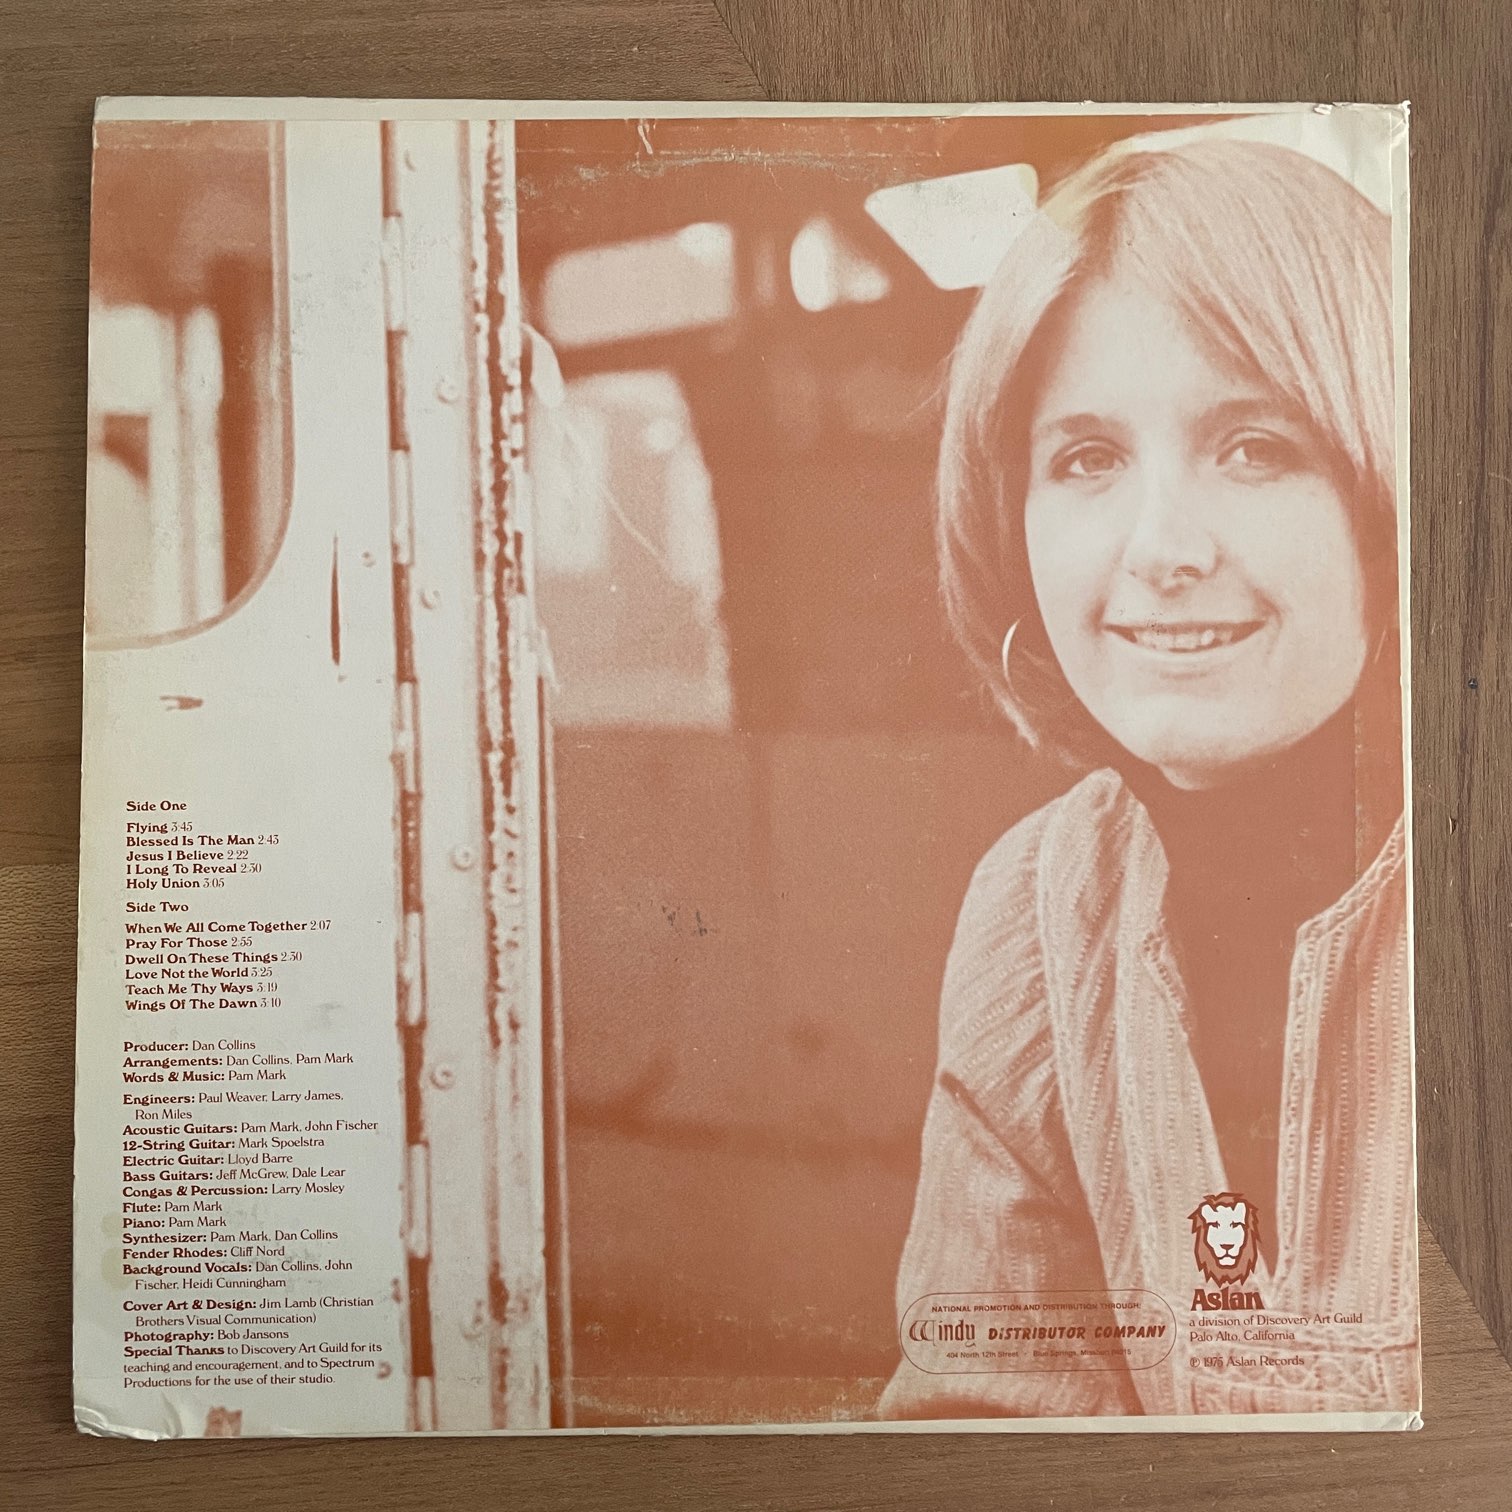 Side One
Flying 3:45
Blessed Is The Man 2:43
Jesus I Believe 2:22
I Long To Reveal 2:30
Holy Union 3:05
Side Two
When We All Come Together 2:07
Pray For Those 2:55
Dwell On These Things 2:30
Love Not the World 3:25
Teach Me Thy Ways 3:19
Wings Of The Dawn 3:10
Producer: Dan Collins
Arrangements: Dan Collins, Pam Mark
Words & Music: Pam Mark
Engineers: Paul Weaver, Larry James,
Ron Miles
Acoustic Guitars: Pam Mark, John Fischer
12-String Guitar: Mark Spoelstra
Electric Guitar: Lloyd Barre
Bass Guitars: Jeff McGrew, Dale Lear
Congas & Percussion: Larry Mosley
Flute: Pam Mark
Piano: Pam Mark
Synthesizer: Pam Mark, Dan Collins
Fender Rhodes: Cliff Nord
Background Vocals: Dan Collins, John
Fischer, Heidi Cunningham
Cover Art & Design: Jim Lamb (Christian
Brothers Visual Communication)
Photography: Bob Jansons
Special Thanks to Discovery Art Guild for its
teaching and encouragement, and to Spectrum
Productions for the use of their studio.
NATIONAL PROMOTION AND DISTRIBUTION THROUGH:
Windy DISTRIBUTOR COMPANY
404 North 12th Street - Blue Springs, Missouri 64015
Aslan
a division of Discovery Art Guild
Palo Alto, California
℗ 1975 Aslan Records